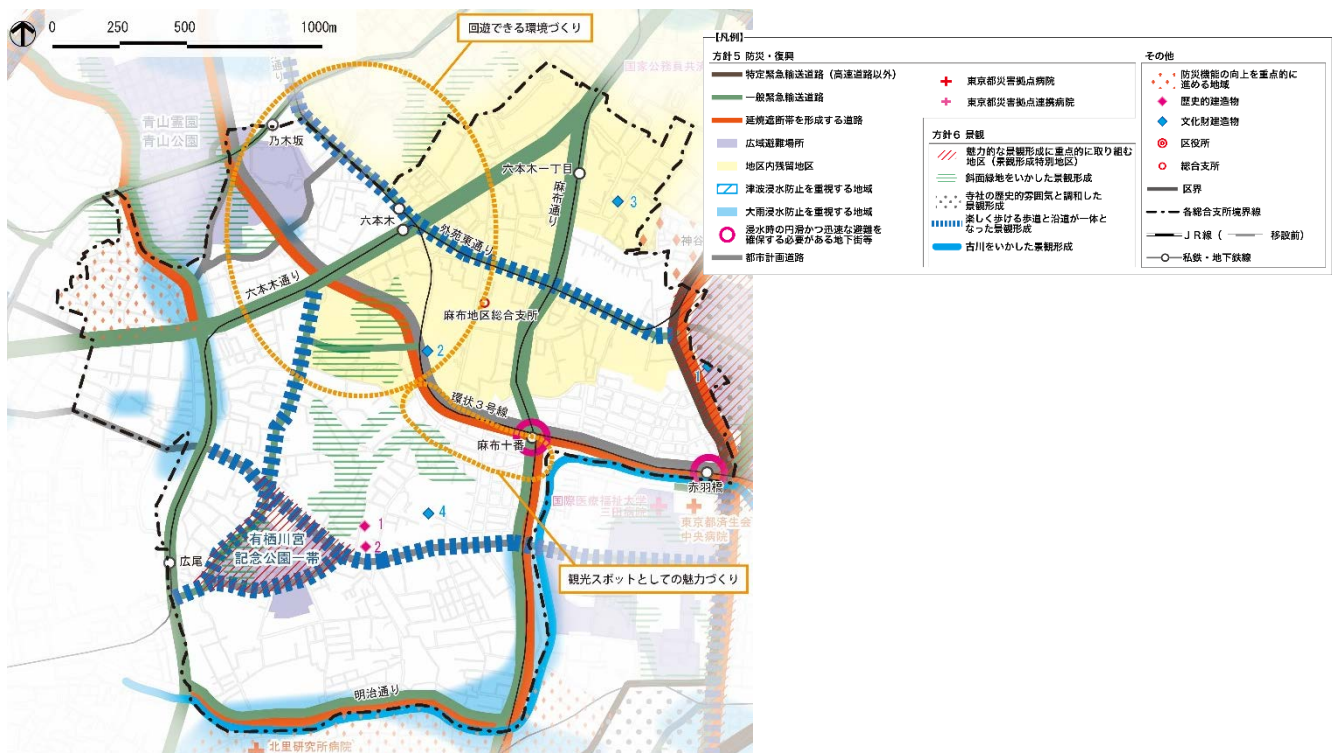 0 250 500 1000m
回遊できる環境づくり
国家公務員共済
青山霊園
青山公園
乃木坂
六本木一丁目
麻布通り
3
六本木
外苑東通り
神谷
六本木通り
麻布地区総合支所
2
1
環状3号線
麻布十番
赤羽橋
国際医療福祉大学
三田病院
東京都済生会
中央病院
1
4
2
有栖川宮
記念公園一帯
広尾
観光スポットとしての魅力づくり
明治通り
北里研究所病院
【凡例】
方針5 防災・復興
特定緊急輸送道路(高速道路以外)
一般緊急輸送道路
延焼遮断帯を形成する道路
広域避難場所
地区内残留地区
津波浸水防止を重視する地域
大雨浸水防止を重視する地域
浸水時の円滑かつ迅速な避難を
確保する必要がある地下街等
都市計画道路
東京都災害拠点病院
東京都災害拠点連携病院
方針6 景観
魅力的な景観形成に重点的に取り組む
地区(景観形成特別地区)
斜面緑地をいかした景観形成
寺社の歴史的雰囲気と調和した
景観形成
楽しく歩ける歩道と沿道が一体と
なった景観形成
古川をいかした景観形成
その他
防災機能の向上を重点的に
進める地域
歴史的建造物
文化財建造物
区役所
総合支所
区界
各総合支所境界線
JR線( 移設前)
私鉄・地下鉄線